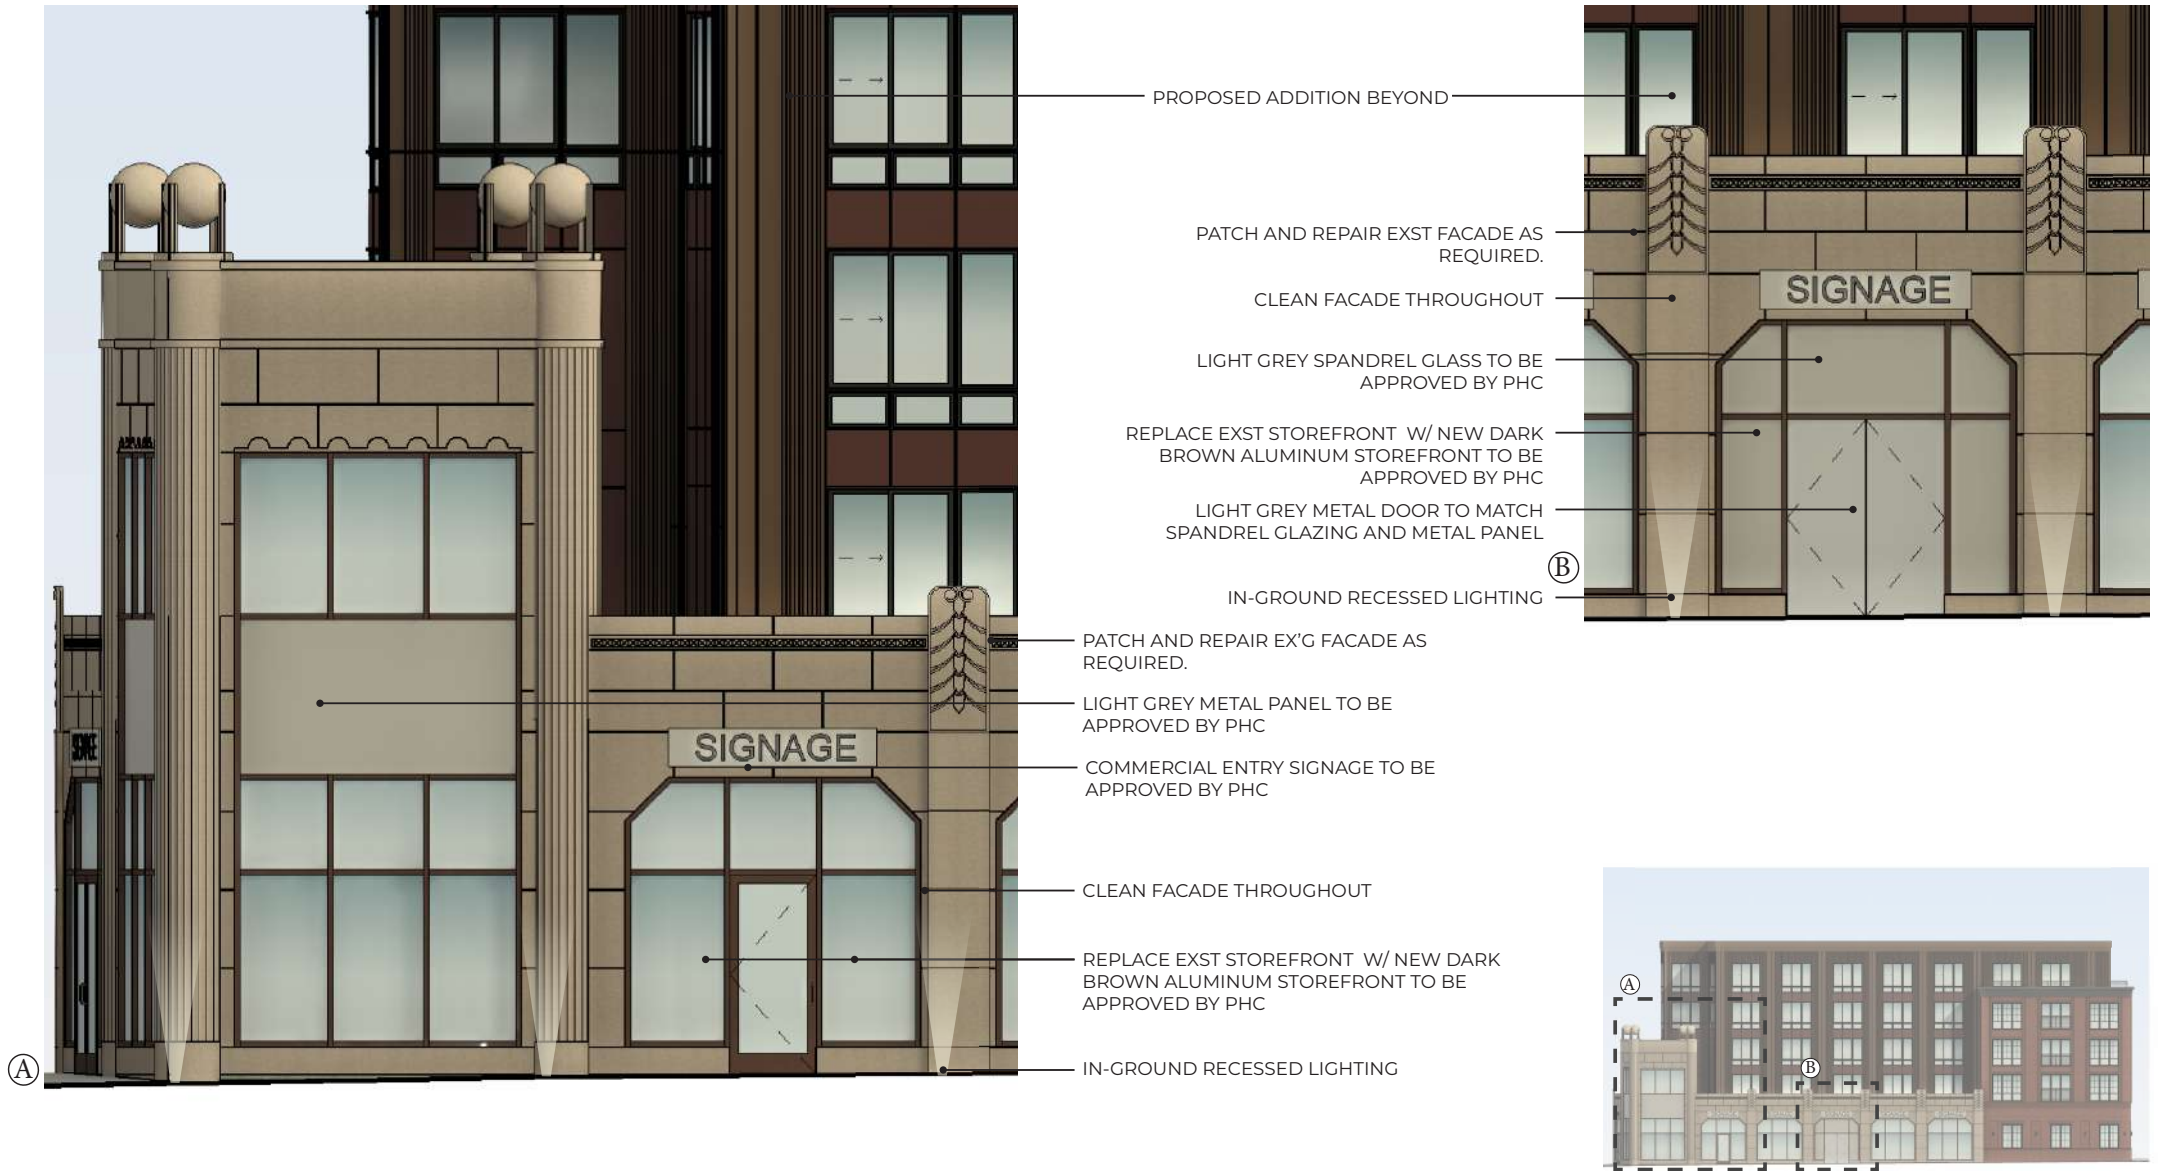 PROPOSED ADDITION BEYOND
PATCH AND REPAIR EXST FACADE AS
REQUIRED.
CLEAN FACADE THROUGHOUT
LIGHT GREY SPANDREL GLASS TO BE
APPROVED BY PHC
REPLACE EXST STOREFRONT W/ NEW DARK
BROWN ALUMINUM STOREFRONT TO BE
APPROVED BY PHC
LIGHT GREY METAL DOOR TO MATCH
SPANDREL GLAZING AND METAL PANEL
IN-GROUND RECESSED LIGHTING
SIGNAGE
B
PATCH AND REPAIR EX'G FACADE AS
REQUIRED.
LIGHT GREY METAL PANEL TO BE
APPROVED BY PHC
COMMERCIAL ENTRY SIGNAGE TO BE
APPROVED BY PHC
CLEAN FACADE THROUGHOUT
REPLACE EXST STOREFRONT W/ NEW DARK
BROWN ALUMINUM STOREFRONT TO BE
APPROVED BY PHC
IN-GROUND RECESSED LIGHTING
SIGNAGE
A
A
B